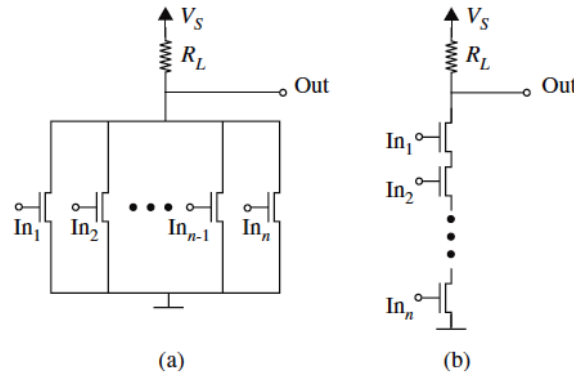 V_S V_S
R_L R_L
Out Out
In_1 In_2 In_{n-1} In_n
In_1
In_2
In_n
(a) (b)